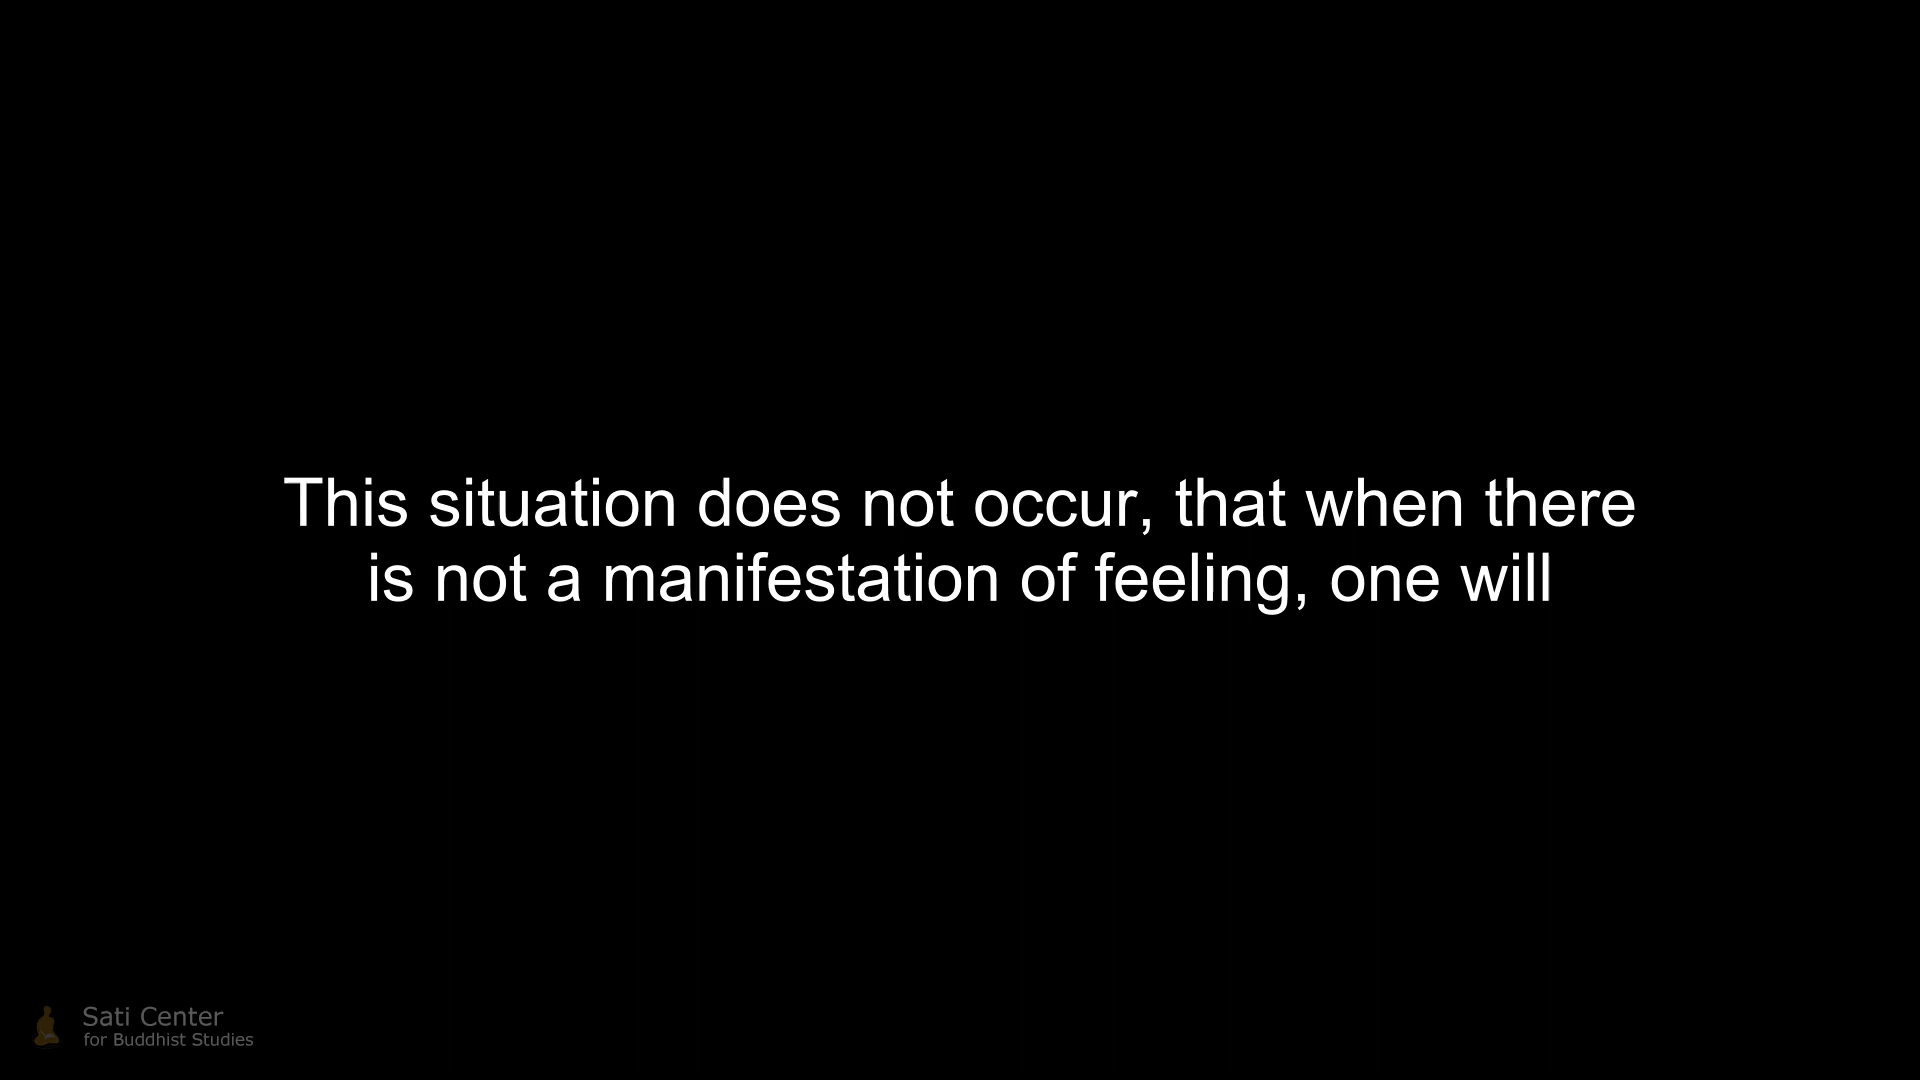 This situation does not occur, that when there
is not a manifestation of feeling, one will
Sati Center
for Buddhist Studies